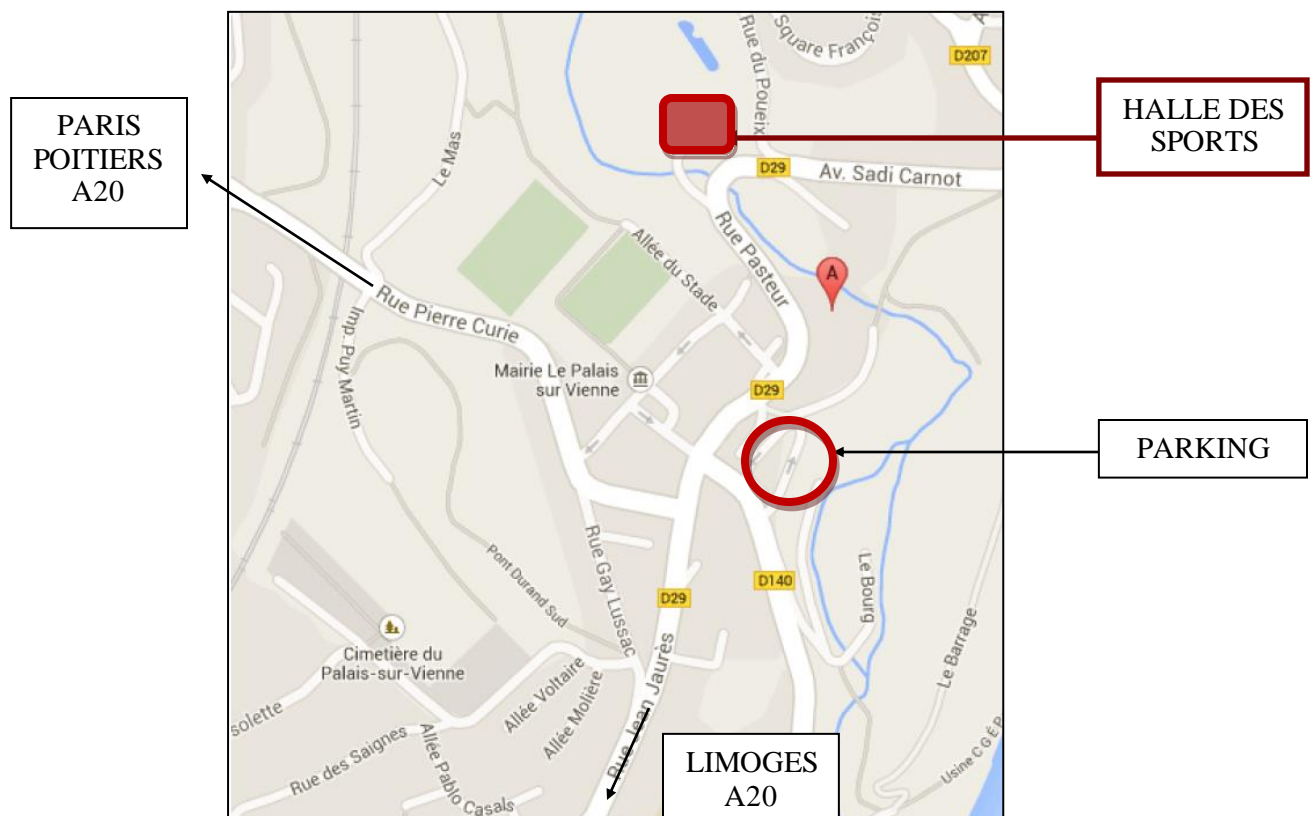 Square François
D207
A
Rue du Poueix
HALLE DES
SPORTS
PARIS
POITIERS
A20
Le Mas
D29
Av. Sadi Carnot
Rue Pasteur
Allée du Stade
A
Rue Pierre Curie
Imp. Puy Martin
Mairie Le Palais
sur Vienne
D29
PARKING
Rue Gay Lussac
Pont Durand Sud
D29
D140
Le Bourg
Le Barrage
Cimetière du
Palais-sur-Vienne
Allée Voltaire
Allée Molière
Rue Jean Jaurès
solette
Rue des Saignes
Allée Pablo Casals
LIMOGES
A20
Usine C G E P